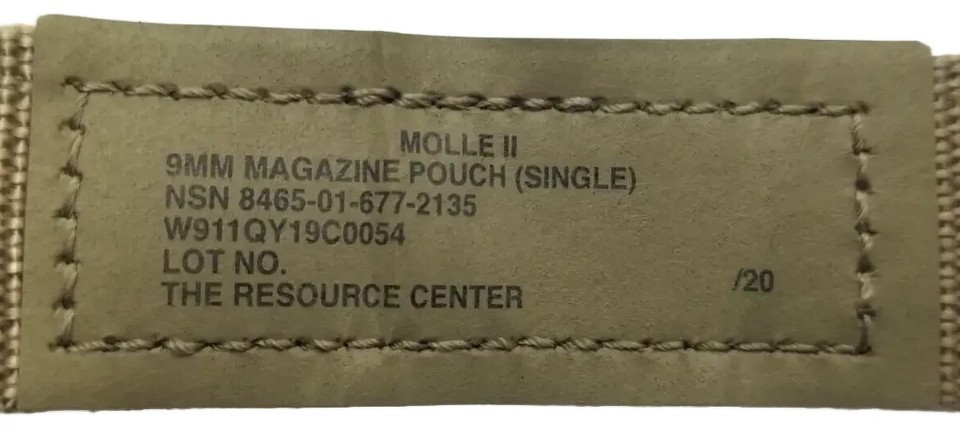 MOLLE II
9MM MAGAZINE POUCH (SINGLE)
NSN 8465-01-677-2135
W911QY19C0054
LOT NO.
/20
THE RESOURCE CENTER